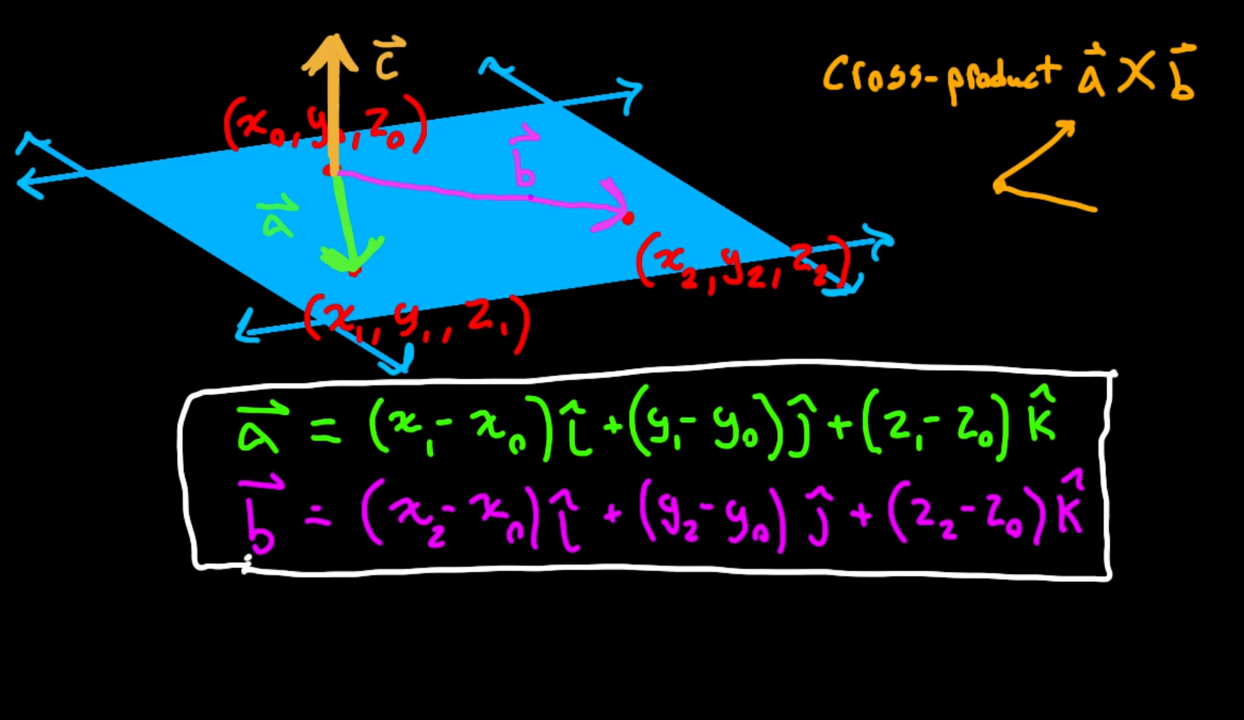 c⃗
Cross-product a⃗ × b⃗
(x₀, y₀, z₀)
b⃗
a⃗
(x₂, y₂, z₂)
(x₁, y₁, z₁)
a⃗ = (x₁ - x₀) î + (y₁ - y₀) ĵ + (z₁ - z₀) k̂
b⃗ = (x₂ - x₀) î + (y₂ - y₀) ĵ + (z₂ - z₀) k̂